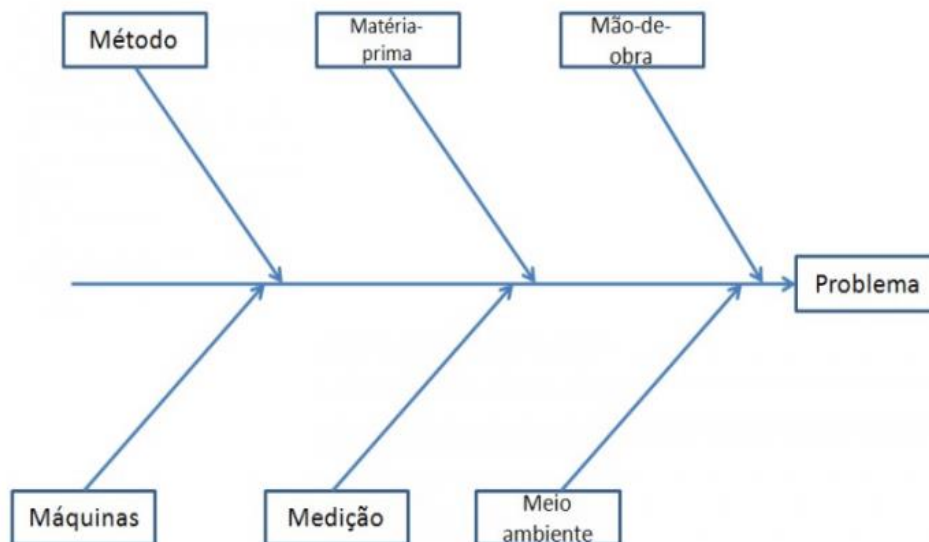 Método
Matéria-
prima
Mão-de-
obra
Problema
Máquinas
Medição
Meio
ambiente